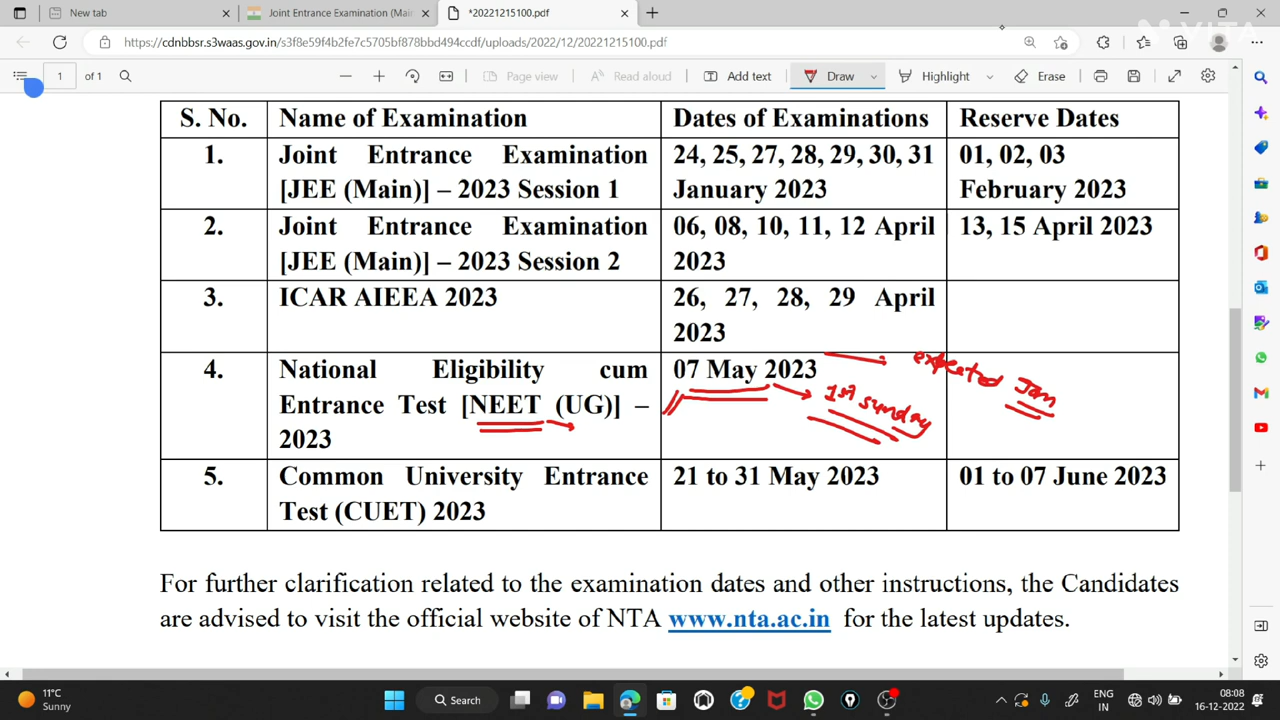 New tab
Joint Entrance Examination (Main
*20221215100.pdf
VITA
https://cdnbbsr.s3waas.gov.in/s3f8e59f4b2fe7c5705bf878bbd494ccdf/uploads/2022/12/20221215100.pdf
1 of 1
Page view
Read aloud
Add text
Draw
Highlight
Erase
S. No. Name of Examination Dates of Examinations Reserve Dates
1. Joint Entrance Examination 24, 25, 27, 28, 29, 30, 31 01, 02, 03
[JEE (Main)] – 2023 Session 1 January 2023 February 2023
2. Joint Entrance Examination 06, 08, 10, 11, 12 April 13, 15 April 2023
[JEE (Main)] – 2023 Session 2 2023
3. ICAR AIEEA 2023 26, 27, 28, 29 April
2023
4. National Eligibility cum 07 May 2023 expected Jan
Entrance Test [NEET (UG)] – 1st sunday
2023
5. Common University Entrance 21 to 31 May 2023 01 to 07 June 2023
Test (CUET) 2023
For further clarification related to the examination dates and other instructions, the Candidates
are advised to visit the official website of NTA www.nta.ac.in for the latest updates.
11°C
Sunny
Search
ENG
IN
08:08
16-12-2022